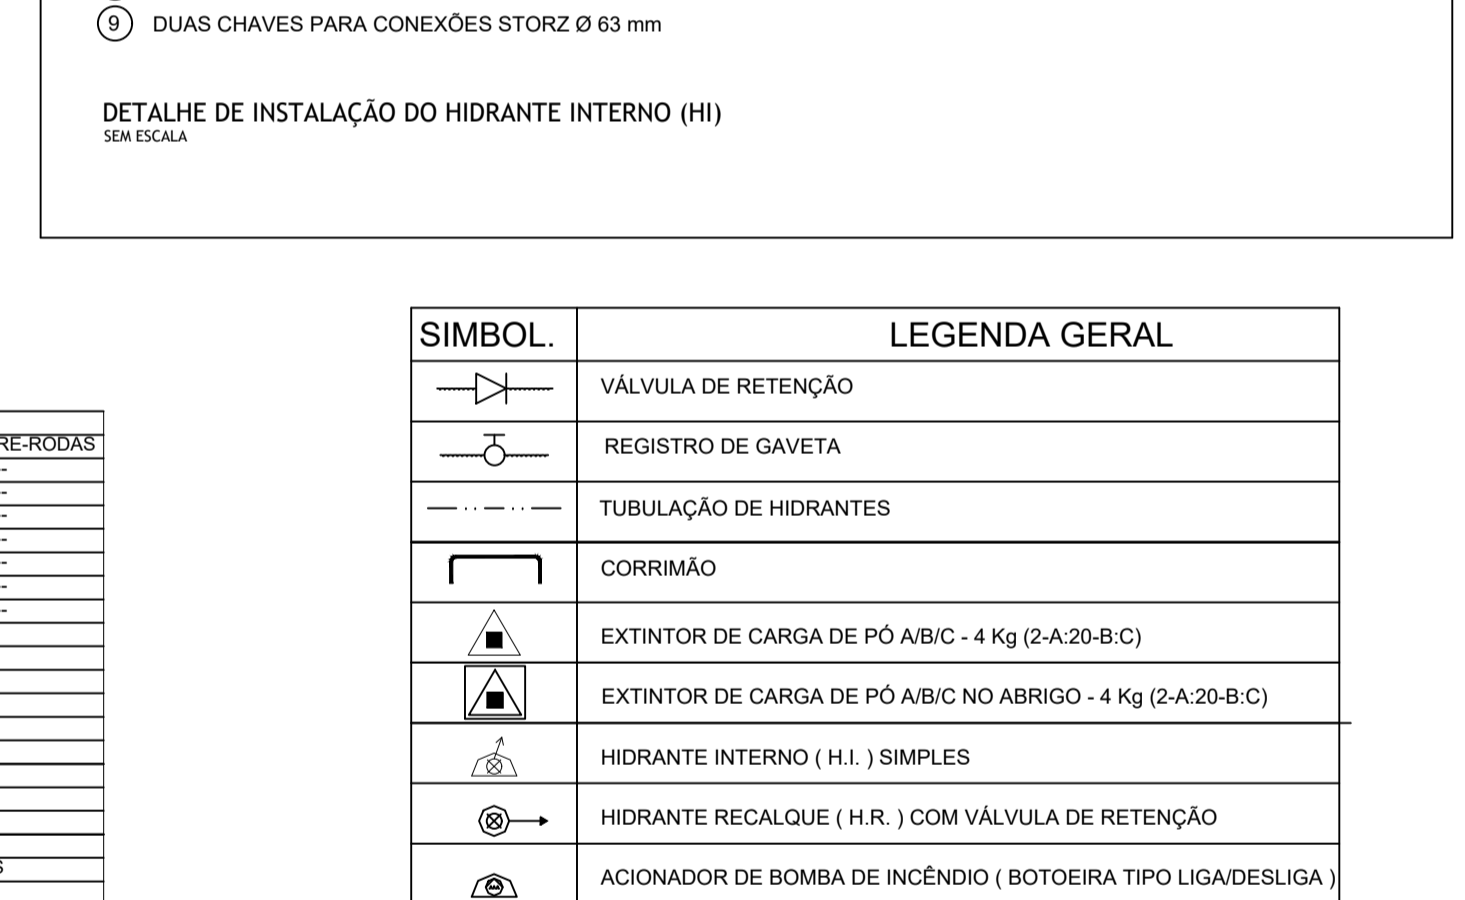 9 DUAS CHAVES PARA CONEXÕES STORZ Ø 63 mm
DETALHE DE INSTALAÇÃO DO HIDRANTE INTERNO (HI)
SEM ESCALA
RE-RODAS
--
--
--
--
--
--
--
S
SIMBOL. LEGENDA GERAL
VÁLVULA DE RETENÇÃO
REGISTRO DE GAVETA
TUBULAÇÃO DE HIDRANTES
CORRIMÃO
EXTINTOR DE CARGA DE PÓ A/B/C - 4 Kg (2-A:20-B:C)
EXTINTOR DE CARGA DE PÓ A/B/C NO ABRIGO - 4 Kg (2-A:20-B:C)
HIDRANTE INTERNO ( H.I. ) SIMPLES
HIDRANTE RECALQUE ( H.R. ) COM VÁLVULA DE RETENÇÃO
ACIONADOR DE BOMBA DE INCÊNDIO ( BOTOEIRA TIPO LIGA/DESLIGA )